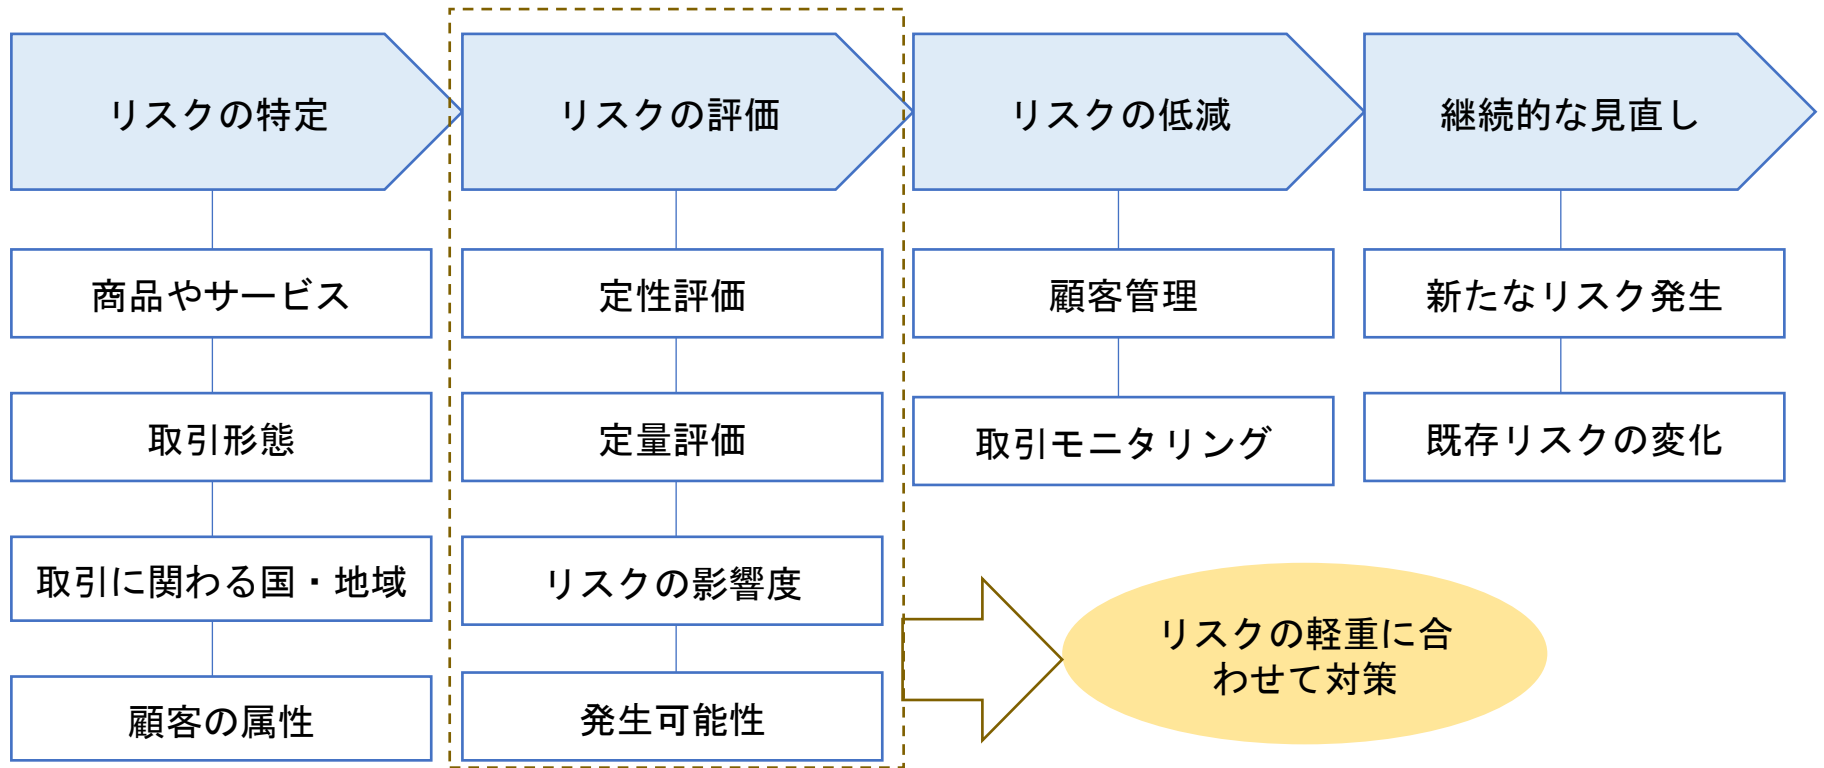 リスクの特定
リスクの評価
リスクの低減
継続的な見直し
商品やサービス
定性評価
顧客管理
新たなリスク発生
取引形態
定量評価
取引モニタリング
既存リスクの変化
取引に関わる国・地域
リスクの影響度
リスクの軽重に合
わせて対策
顧客の属性
発生可能性